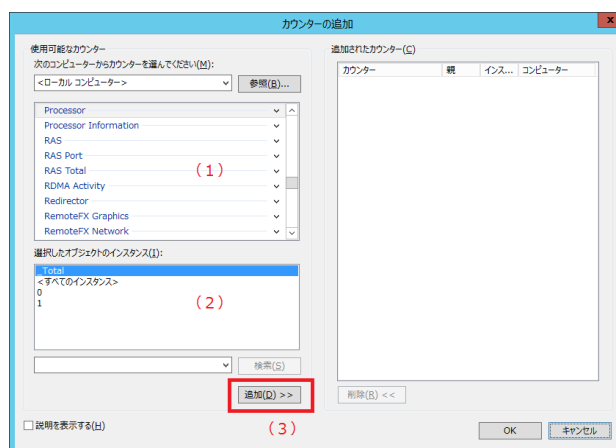 カウンターの追加
x
使用可能なカウンター
次のコンピューターからカウンターを選んでください(M):
<ローカル コンピューター>
参照(B)...
Processor
Processor Information
RAS
RAS Port
RAS Total
(1)
RDMA Activity
Redirector
RemoteFX Graphics
RemoteFX Network
選択したオブジェクトのインスタンス(I):
_Total
<すべてのインスタンス>
0
1
(2)
検索(S)
追加(D) >>
(3)
説明を表示する(H)
追加されたカウンター(C)
カウンター 親 インス... コンピューター
削除(R) <<
OK キャンセル